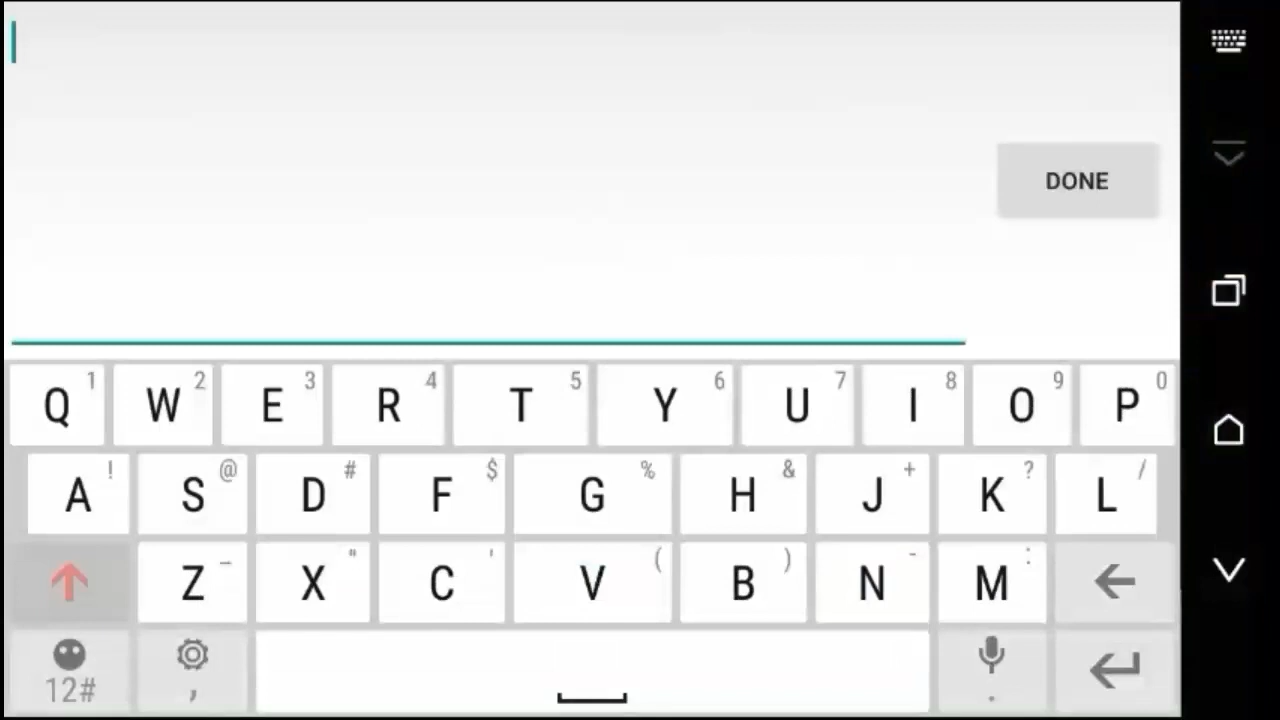 DONE
Q 1 W 2 E 3 R 4 T 5 Y 6 U 7 I 8 O 9 P 0
A ! S @ D # F $ G % H & J + K ? L /
Z _ X " C ' V ( B ) N - M :
12# , .